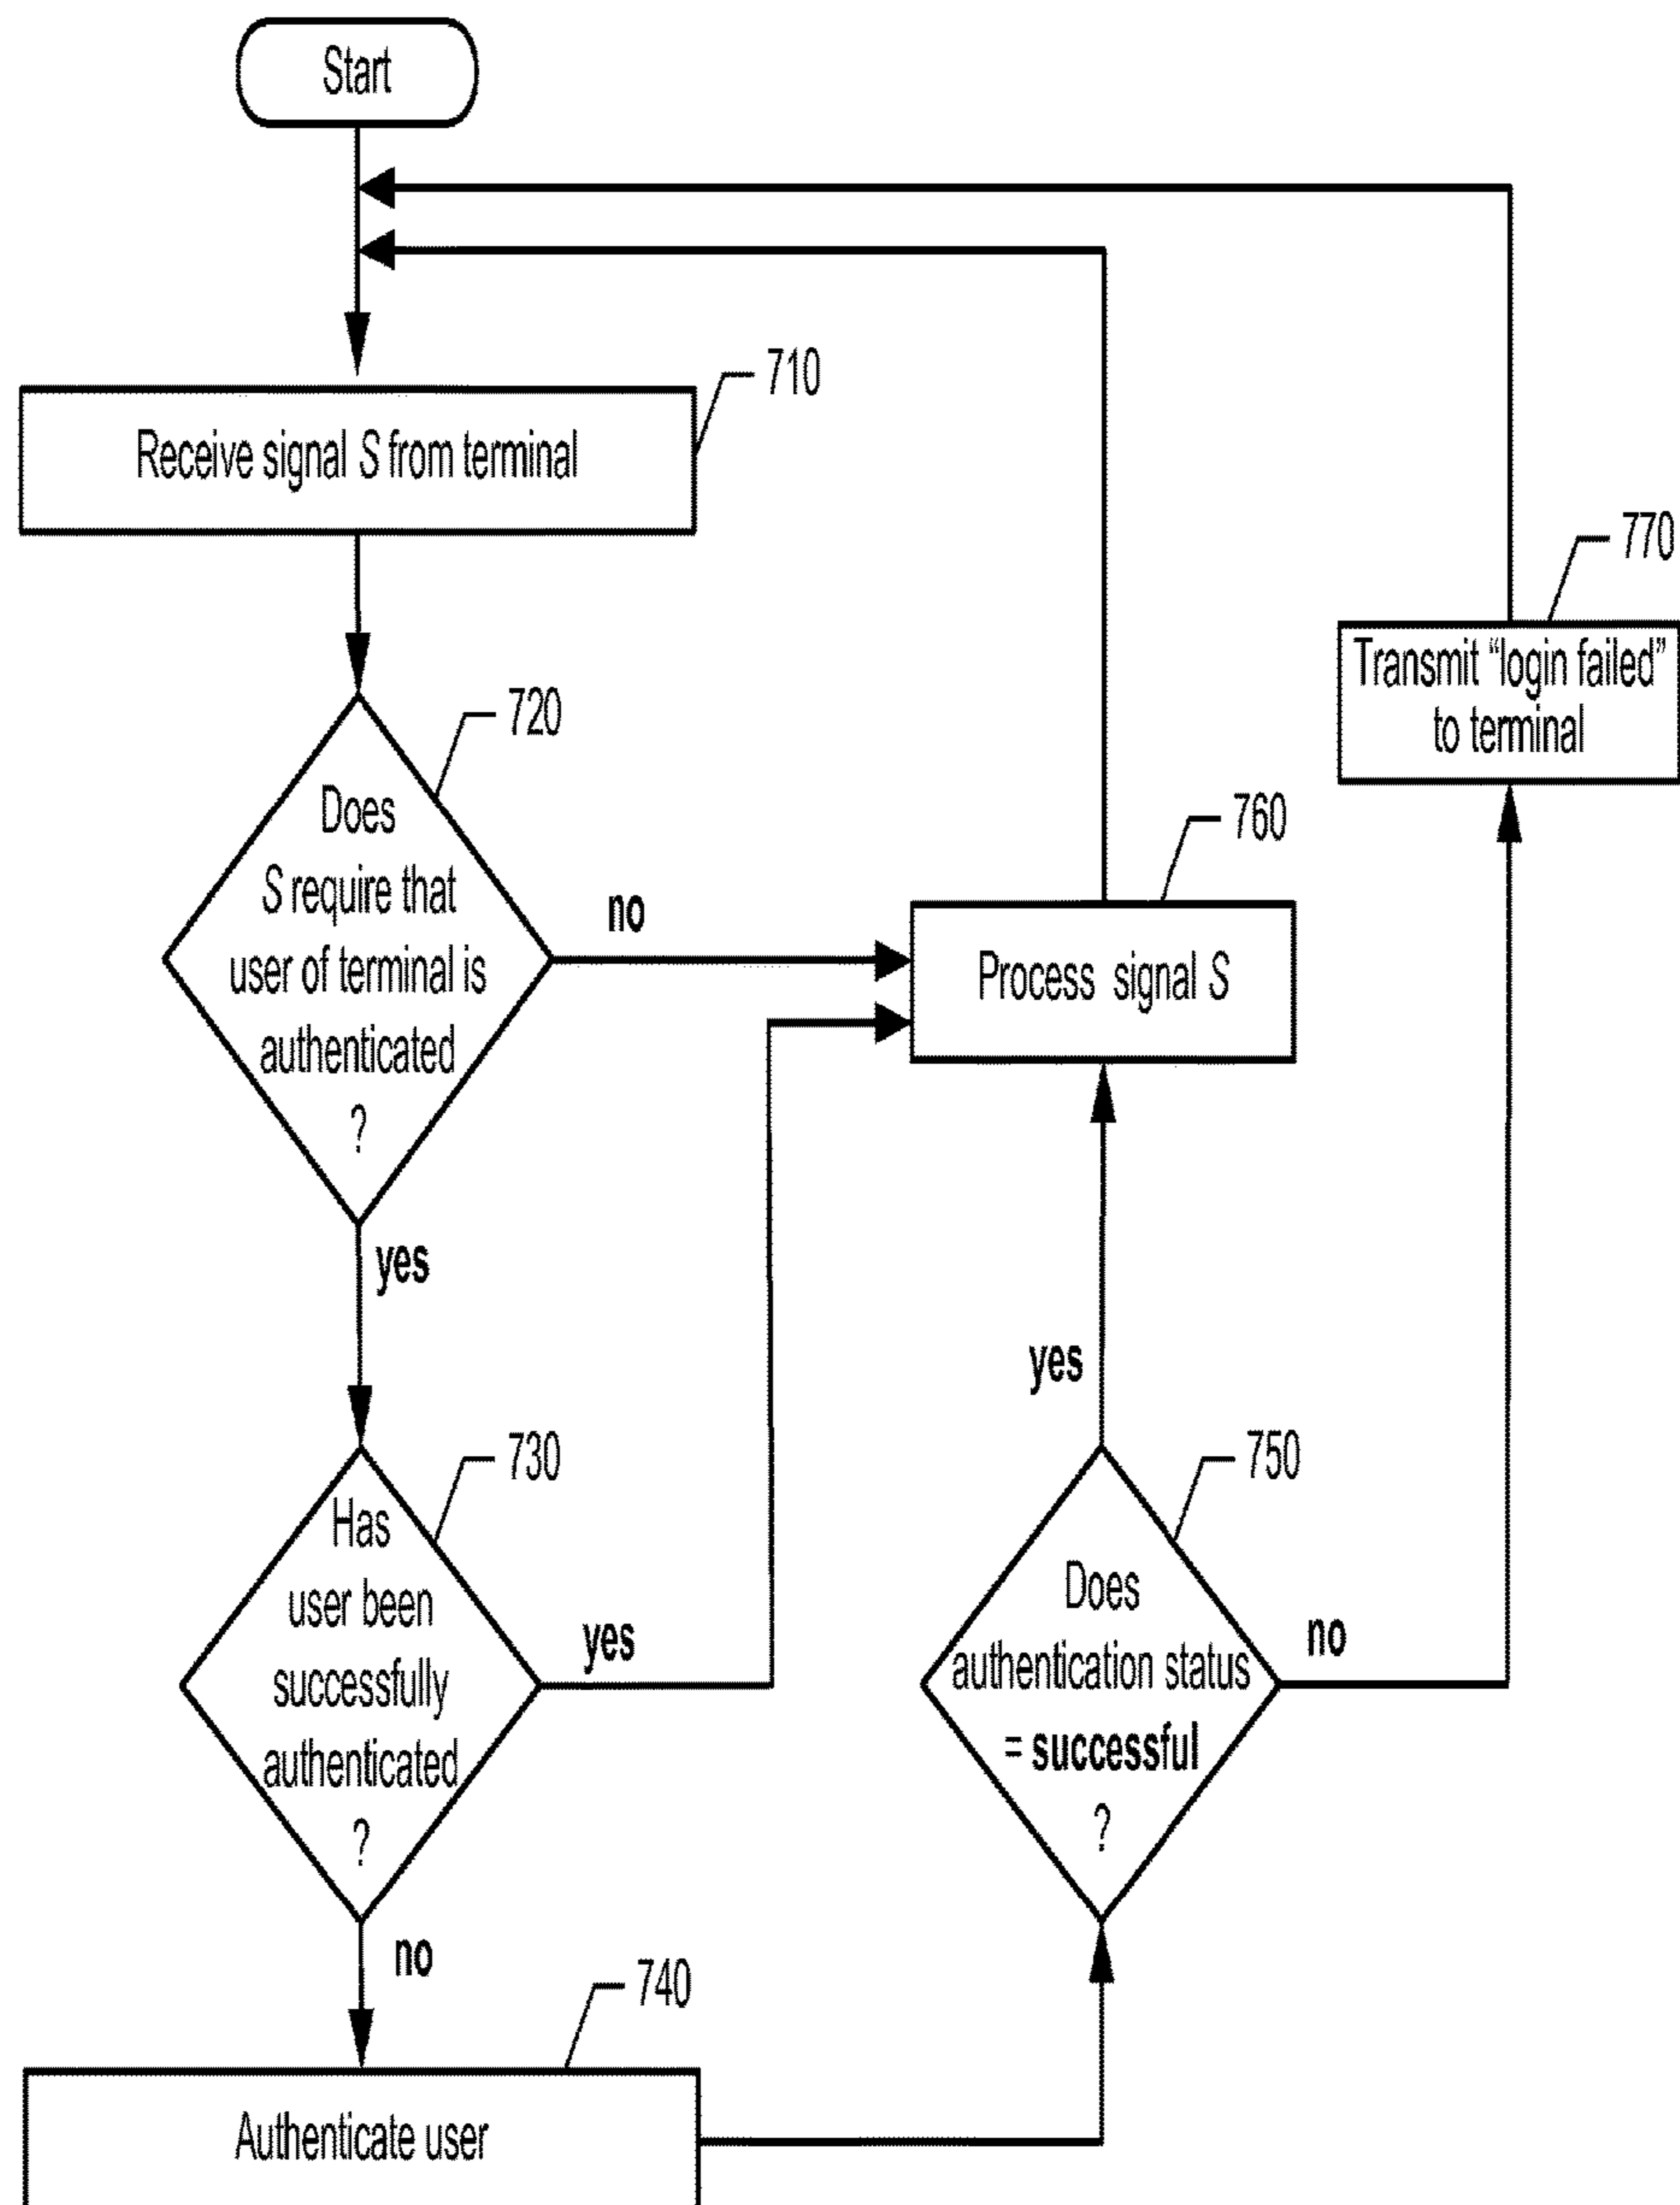 Start
710
Receive signal S from terminal
720
Does
S require that
user of terminal is
authenticated
?
no
yes
760
Process signal S
770
Transmit “login failed”
to terminal
730
Has
user been
successfully
authenticated
?
yes
no
740
Authenticate user
750
Does
authentication status
= successful
?
yes
no